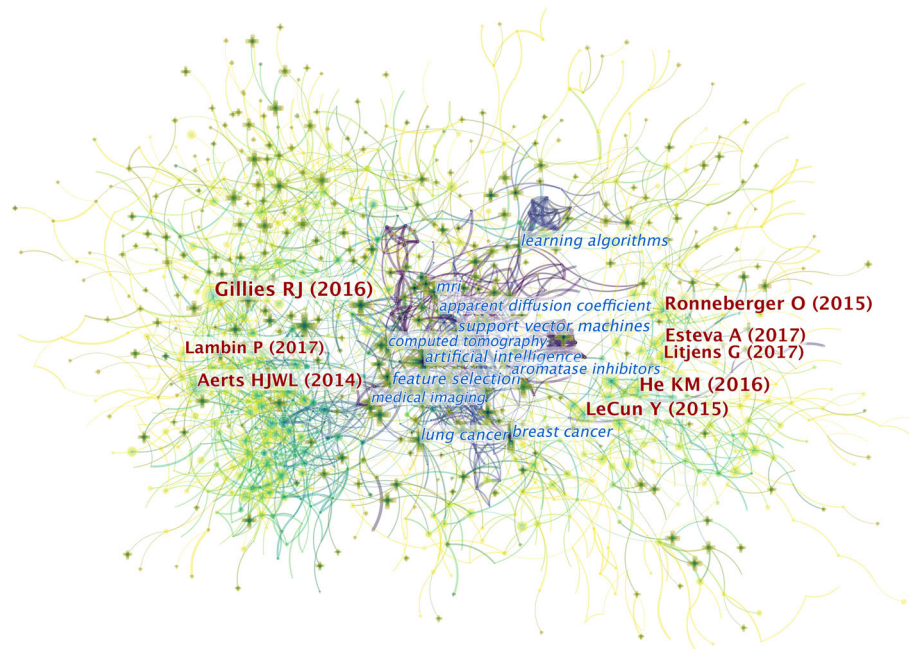 learning algorithms
Gillies RJ (2016)
mri
apparent diffusion coefficient
Ronneberger O (2015)
support vector machines
Esteva A (2017)
computed tomography
Lambin P (2017)
Litjens G (2017)
artificial intelligence
aromatase inhibitors
Aerts HJWL (2014)
feature selection
He KM (2016)
medical imaging
LeCun Y (2015)
lung cancer
breast cancer